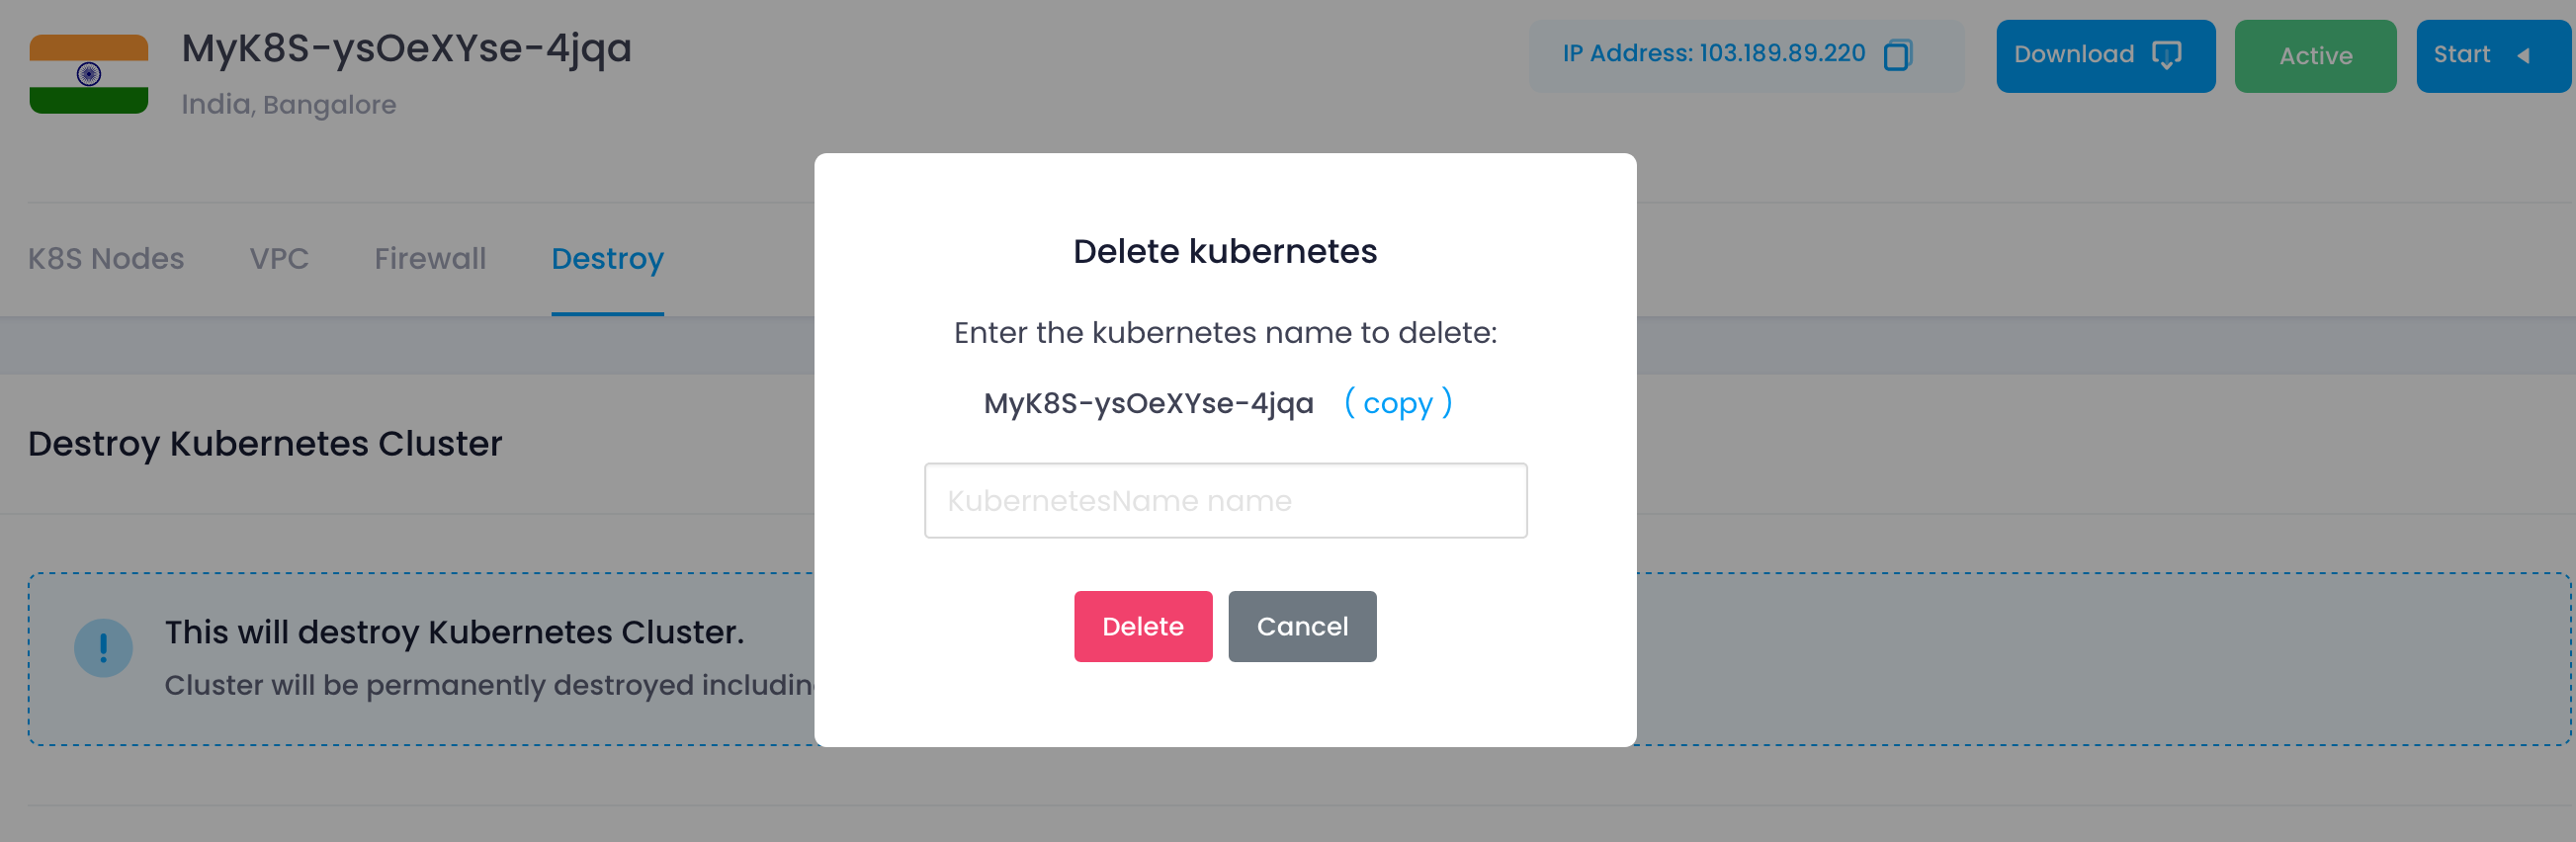 MyK8S-ysOeXYse-4jqa
India, Bangalore
IP Address: 103.189.89.220
Download
Active
Start
K8S Nodes
VPC
Firewall
Destroy
Destroy Kubernetes Cluster
This will destroy Kubernetes Cluster.
Cluster will be permanently destroyed
Delete kubernetes
Enter the kubernetes name to delete:
MyK8S-ysOeXYse-4jqa ( copy )
KubernetesName name
Delete
Cancel